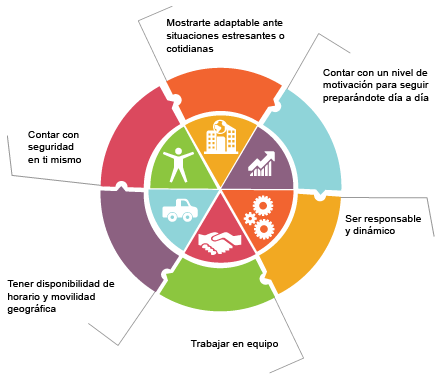 Mostrarte adaptable ante
situaciones estresantes o
cotidianas
Contar con un nivel de
motivación para seguir
preparándote día a día
Contar con
seguridad
en ti mismo
Ser responsable
y dinámico
Tener disponibilidad de
horario y movilidad
geográfica
Trabajar en equipo